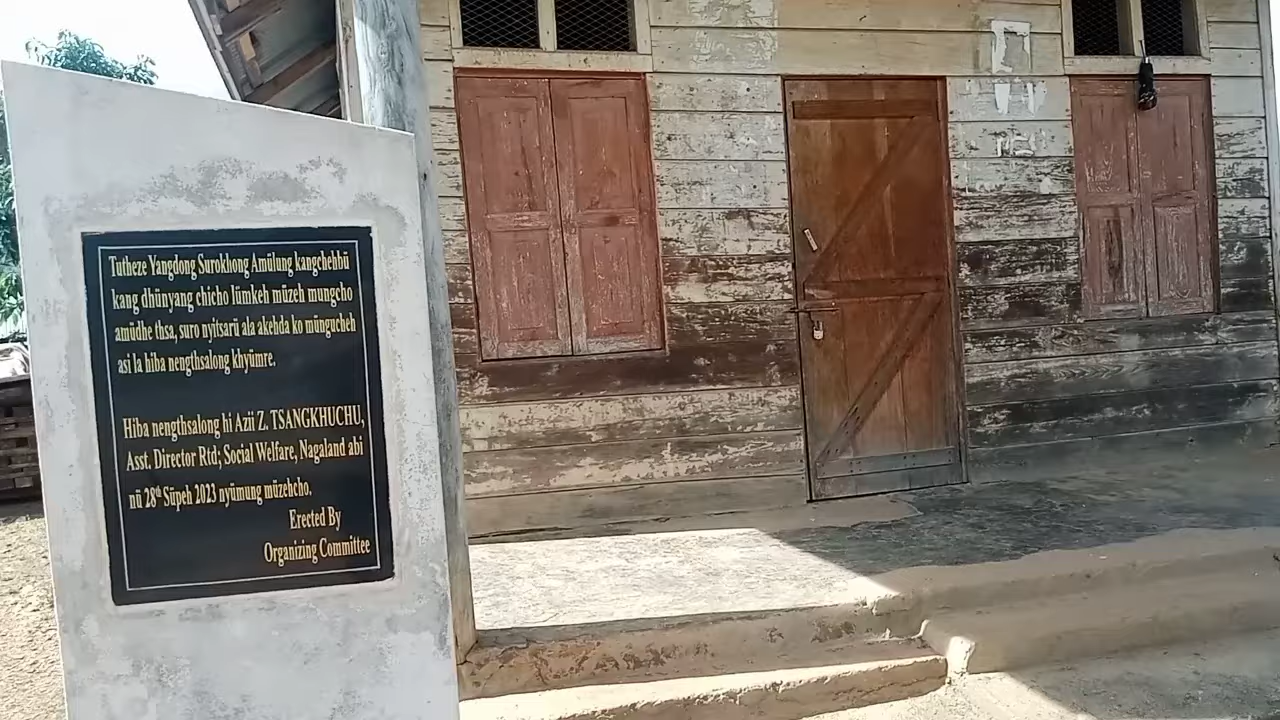 Tutheze Yangdong Surokhong Amülung kangchehbü
kang dhünyang chicho lümkeh müzeh mungcho
amüdhe thsa, suro nyitsarü ala akehda ko müngucheh
asi la hiba nengthsalong khyümre.
Hiba nengthsalong hi Azii Z. TSANGKHUCHU,
Asst. Director Rtd; Social Welfare, Nagaland abi
nü 28th Süpeh 2023 nyümung müzehcho.
Erected By
Organizing Committee